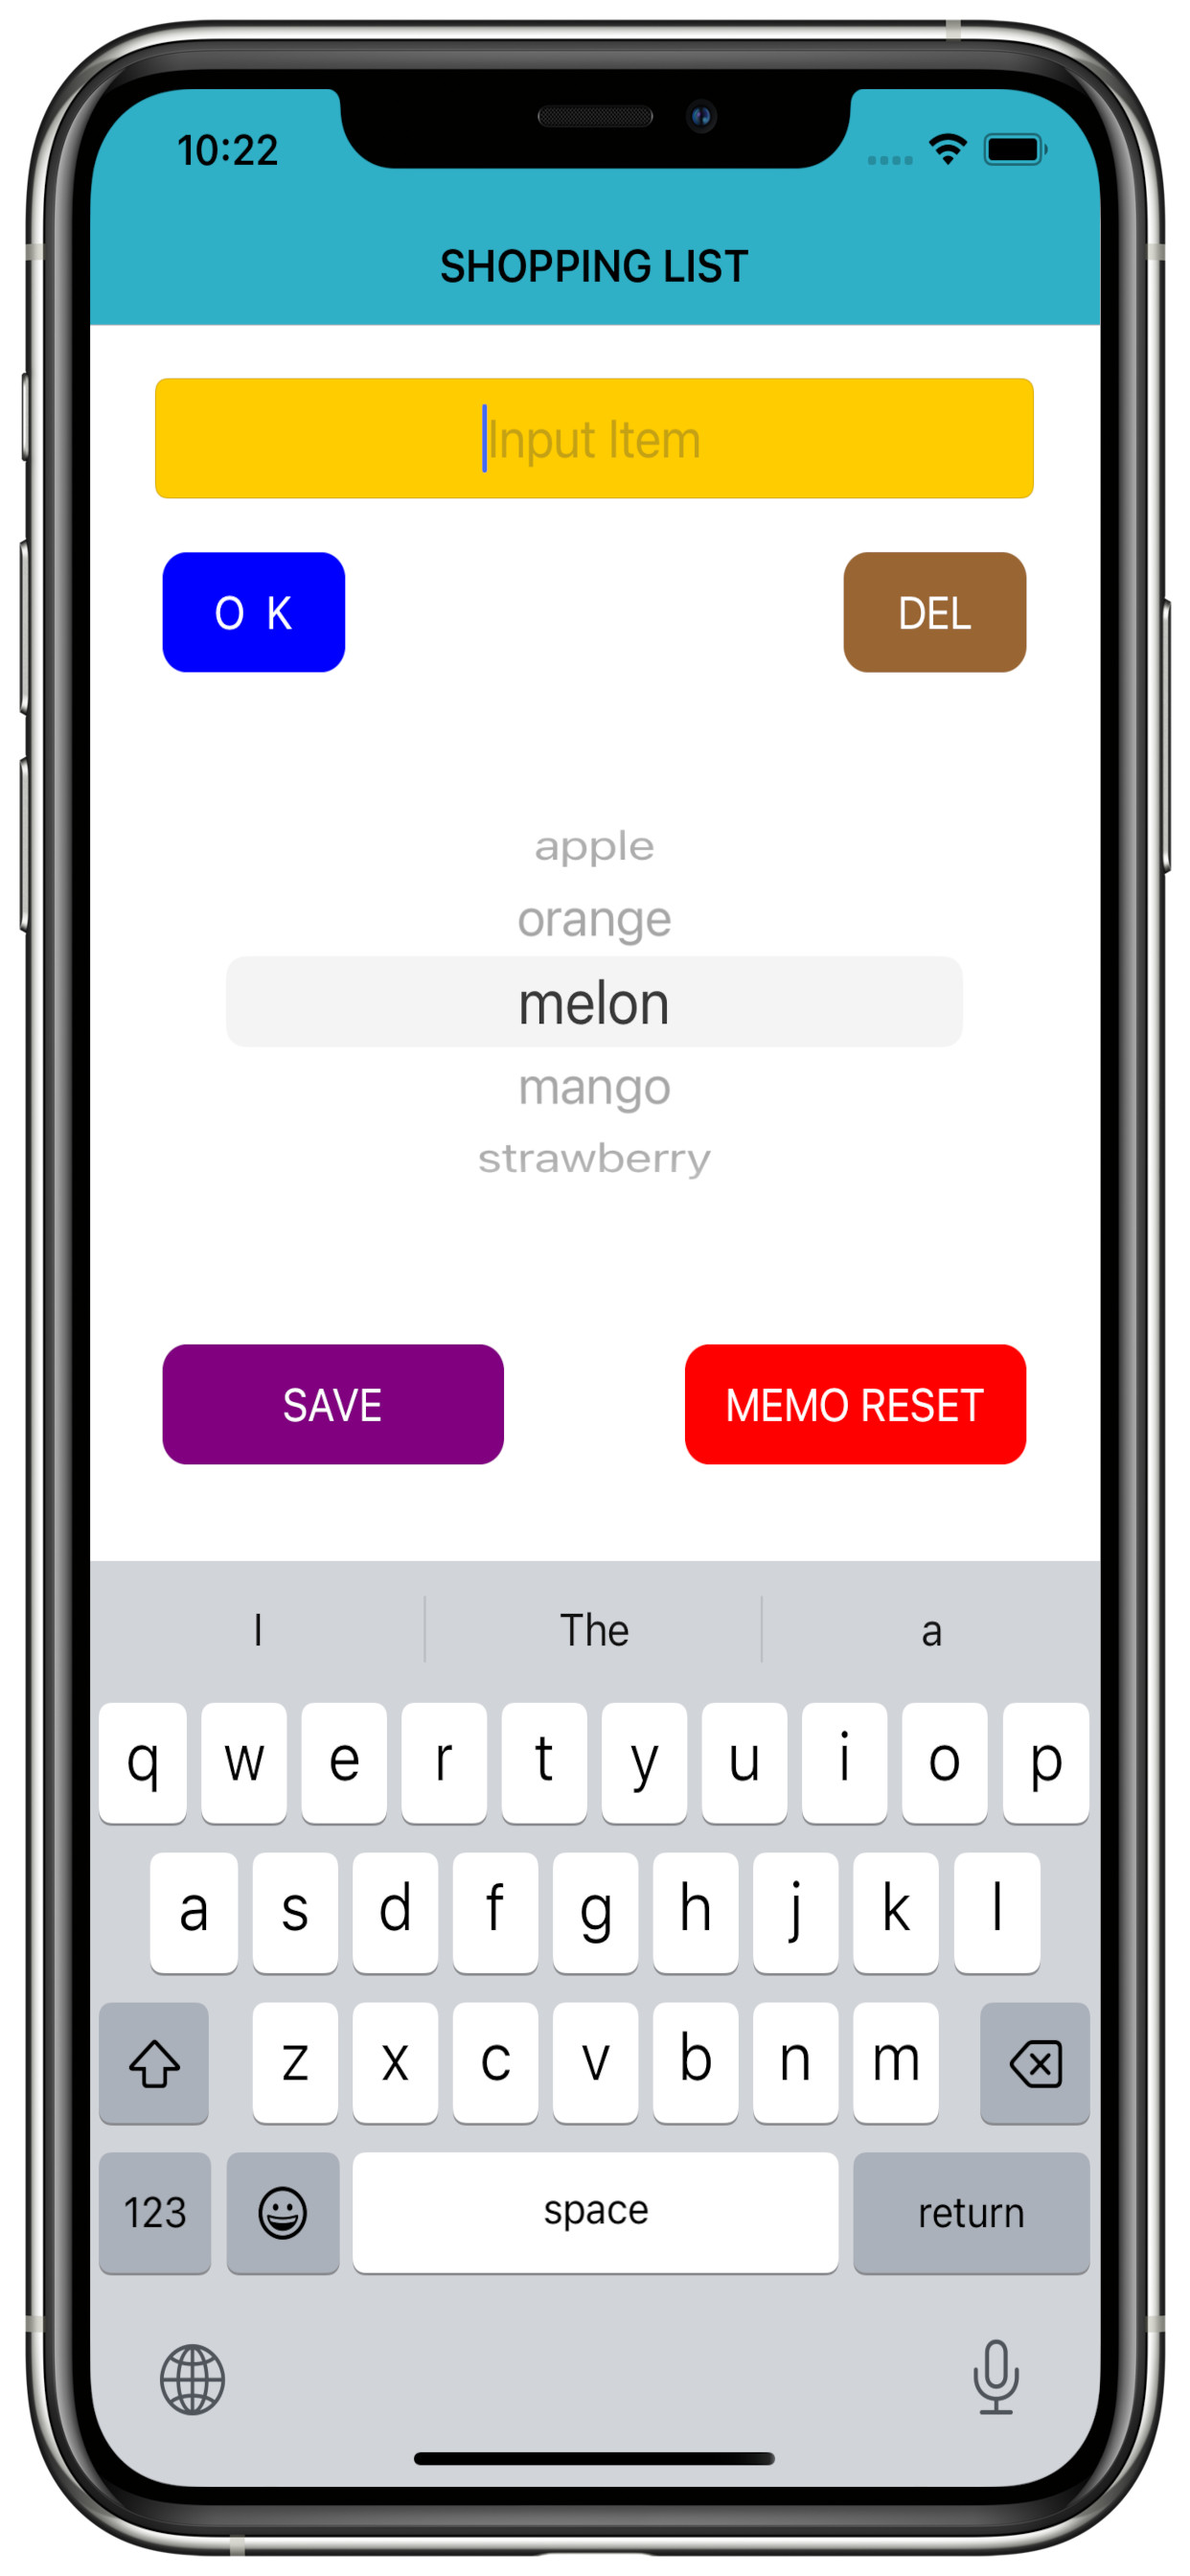 10:22
SHOPPING LIST
Input Item
O K
DEL
apple
orange
melon
mango
strawberry
SAVE
MEMO RESET
I The a
q w e r t y u i o p
a s d f g h j k l
z x c v b n m
123 space return